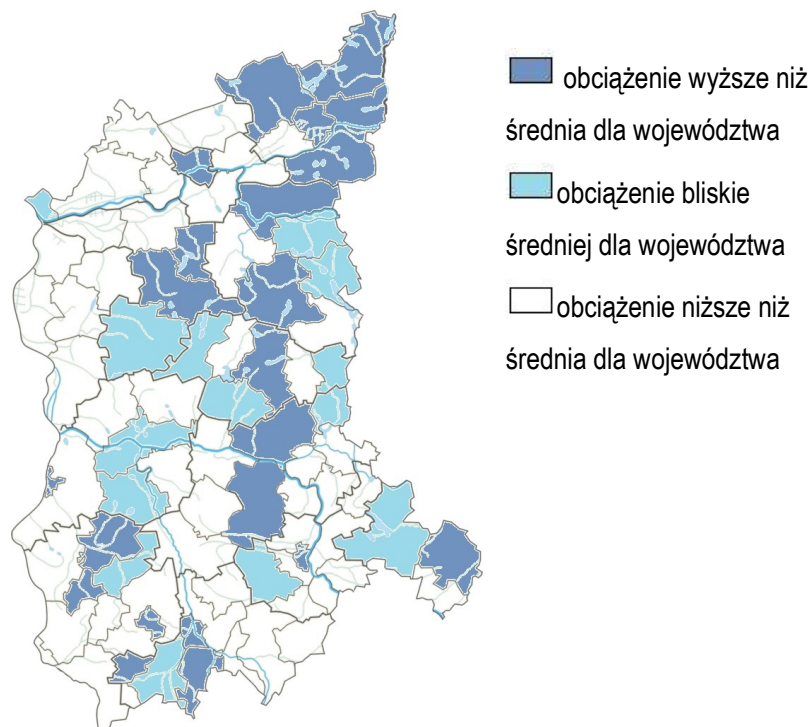 obciążenie wyższe niż
średnia dla województwa
obciążenie bliskie
średniej dla województwa
obciążenie niższe niż
średnia dla województwa